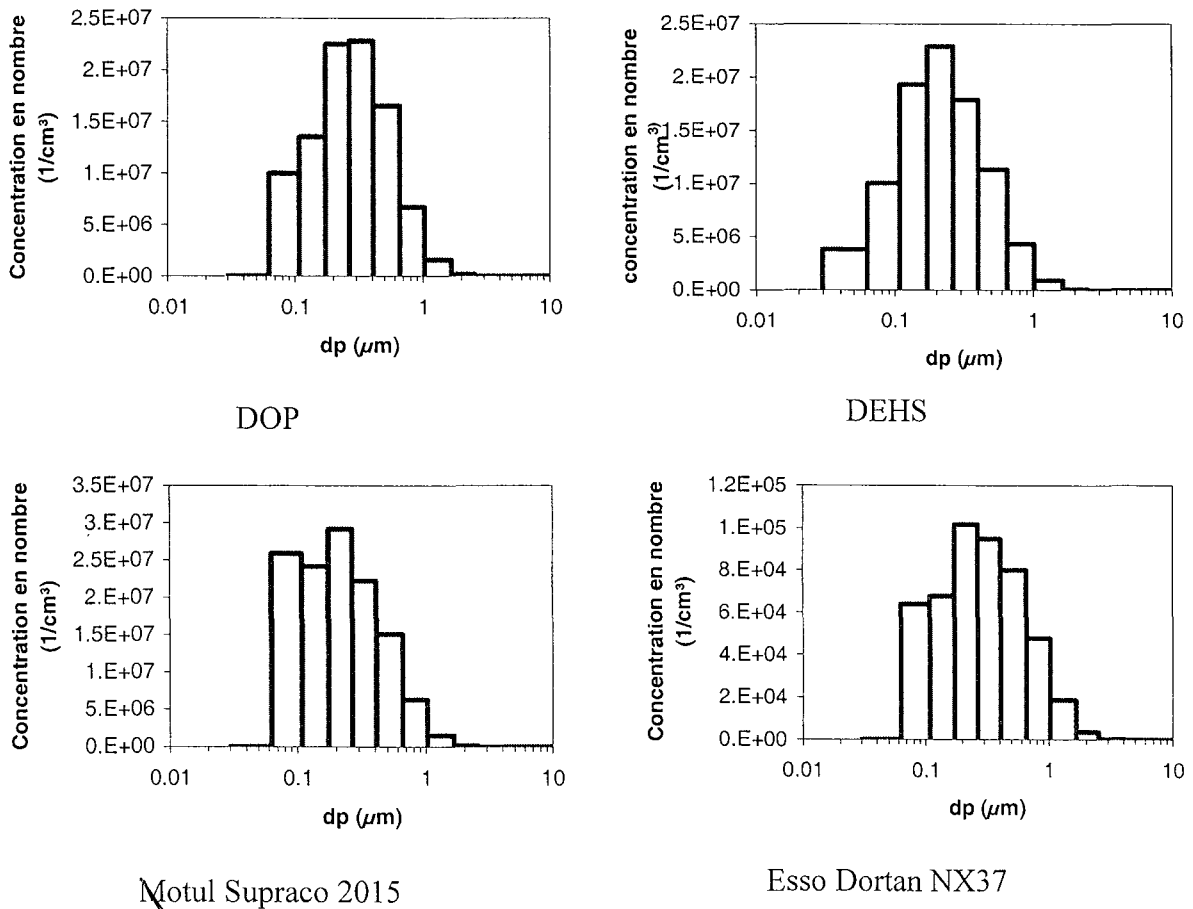 Concentration en nombre
(1/cm³)
2.5E+07
2.E+07
1.5E+07
1.E+07
5.E+06
0.E+00
0.01
0.1
1
10
dp (µm)
DOP
concentration en nombre
(1/cm³)
2.5E+07
2.E+07
1.5E+07
1.E+07
5.E+06
0.E+00
0.01
0.1
1
10
dp (µm)
DEHS
Concentration en nombre
(1/cm³)
3.5E+07
3.E+07
2.5E+07
2.E+07
1.5E+07
1.E+07
5.E+06
0.E+00
0.01
0.1
1
10
dp (µm)
Motul Supraco 2015
Concentration en nombre
(1/cm³)
1.2E+05
1.E+05
8.E+04
6.E+04
4.E+04
2.E+04
0.E+00
0.01
0.1
1
10
dp (µm)
Esso Dortan NX37